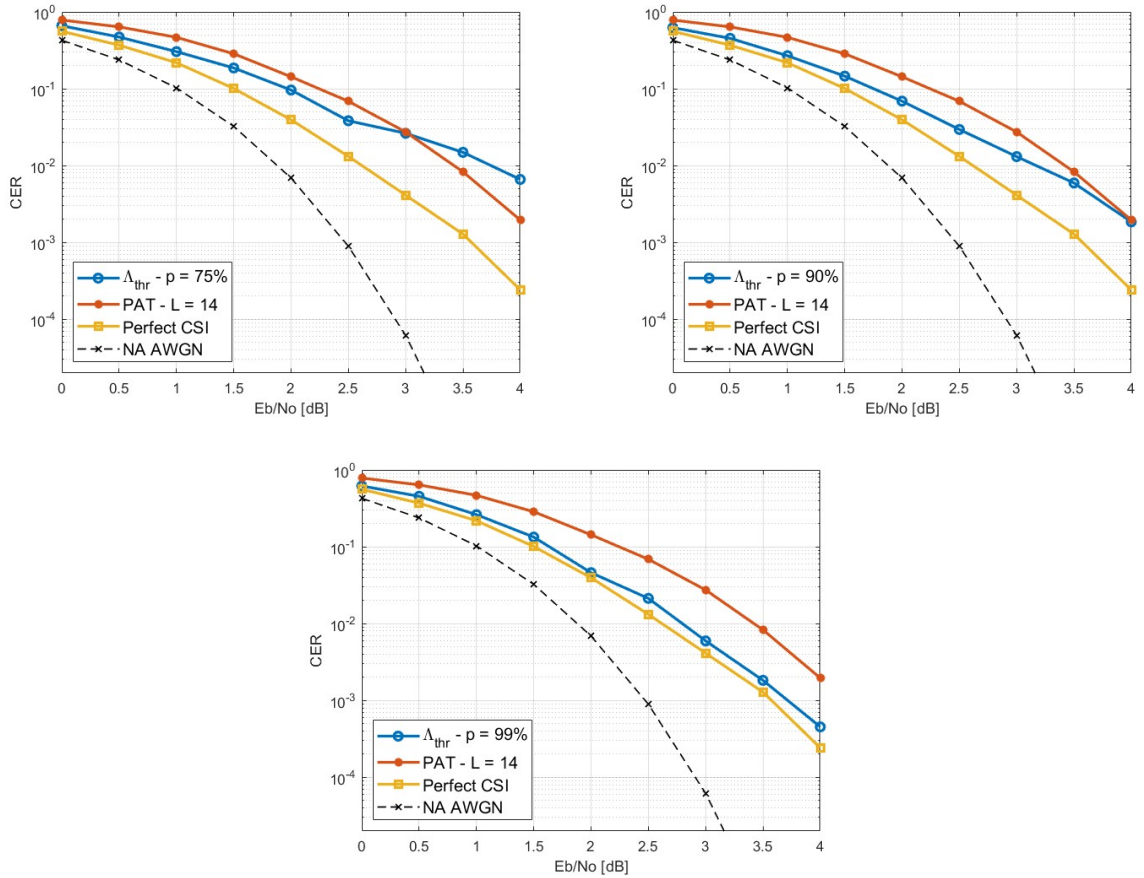 10^0
10^-1
10^-2
10^-3
10^-4
CER
0 0.5 1 1.5 2 2.5 3 3.5 4
Eb/No [dB]
Λ_thr - p = 75%
PAT - L = 14
Perfect CSI
NA AWGN
10^0
10^-1
10^-2
10^-3
10^-4
CER
0 0.5 1 1.5 2 2.5 3 3.5 4
Eb/No [dB]
Λ_thr - p = 90%
PAT - L = 14
Perfect CSI
NA AWGN
10^0
10^-1
10^-2
10^-3
10^-4
CER
0 0.5 1 1.5 2 2.5 3 3.5 4
Eb/No [dB]
Λ_thr - p = 99%
PAT - L = 14
Perfect CSI
NA AWGN